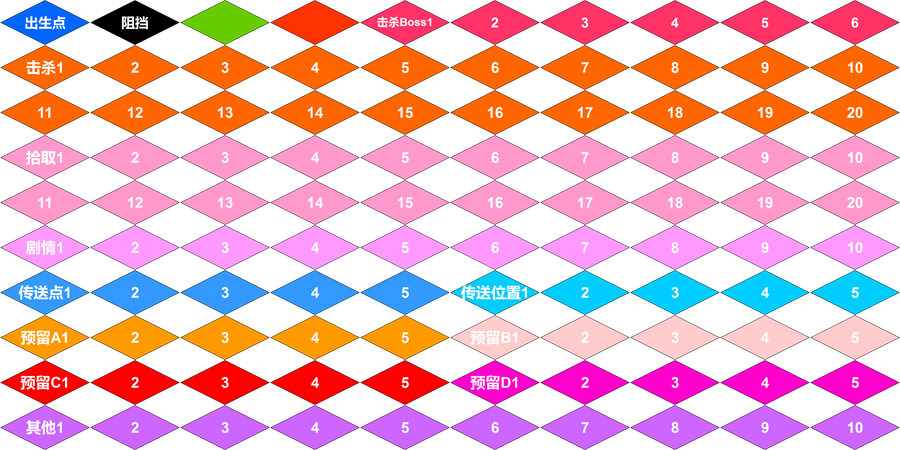 出生点 阻挡 击杀Boss1 2 3 4 5 6
击杀1 2 3 4 5 6 7 8 9 10
11 12 13 14 15 16 17 18 19 20
拾取1 2 3 4 5 6 7 8 9 10
11 12 13 14 15 16 17 18 19 20
剧情1 2 3 4 5 6 7 8 9 10
传送点1 2 3 4 5 传送位置1 2 3 4 5
预留A1 2 3 4 5 预留B1 2 3 4 5
预留C1 2 3 4 5 预留D1 2 3 4 5
其他1 2 3 4 5 6 7 8 9 10